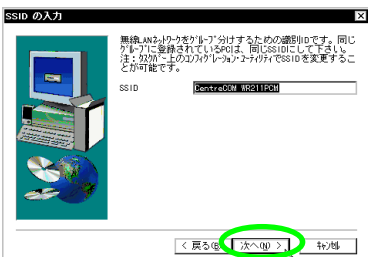 SSID の入力
無線LANネットワークをグループ分けするための識別IDです。同じ
グループに登録されているPCは、同じSSIDにして下さい。
注：タスクバー上のコンフィグレーション・ユーティリティでSSIDを変更するこ
とが可能です。
SSID
CentreCOM WR211PCM
< 戻る(B)
次へ(N) >
キャンセル